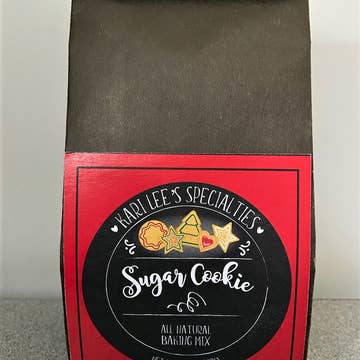 KARI LEE'S SPECIALTIES
Sugar Cookie
ALL NATURAL
BAKING MIX